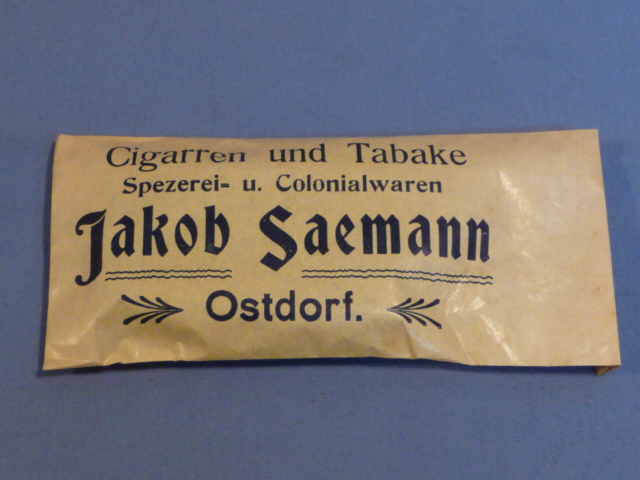 Cigarren und Tabake
Spezerei- u. Colonialwaren
Jakob Saemann
Ostdorf.